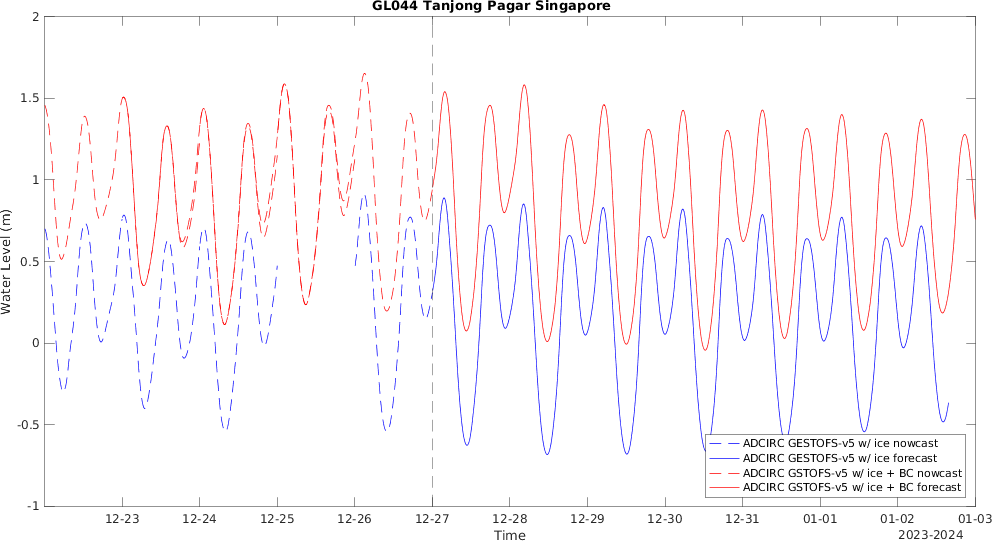 GL044 Tanjong Pagar Singapore
2
1.5
1
0.5
0
-0.5
-1
Water Level (m)
ADCIRC GESTOFS-v5 w/ ice nowcast
ADCIRC GESTOFS-v5 w/ ice forecast
ADCIRC GSTOFS-v5 w/ ice + BC nowcast
ADCIRC GSTOFS-v5 w/ ice + BC forecast
12-23 12-24 12-25 12-26 12-27 12-28 12-29 12-30 12-31 01-01 01-02 01-03
Time
2023-2024